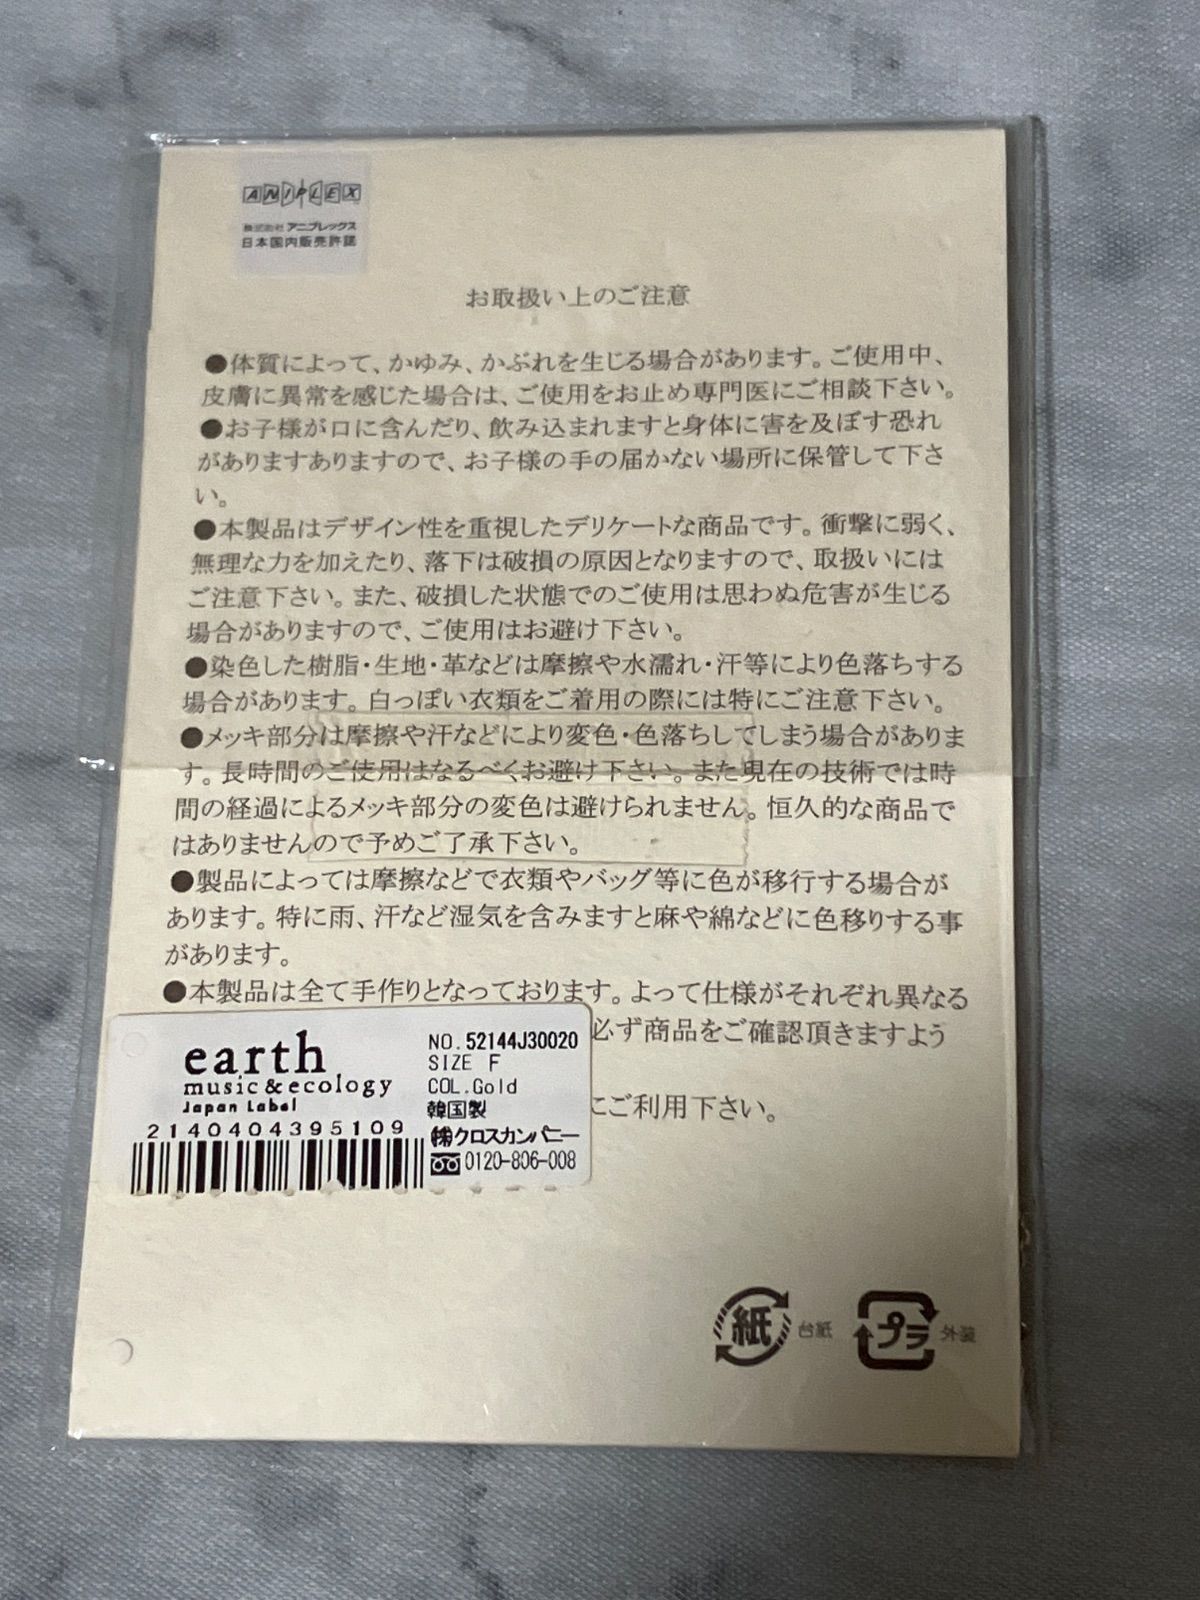 ANIPLEX
株式会社 アニプレックス
日本国内販売許諾
お取扱い上のご注意
●体質によって、かゆみ、かぶれを生じる場合があります。ご使用中、
皮膚に異常を感じた場合は、ご使用をお止め専門医にご相談下さい。
●お子様が口に含んだり、飲み込まれますと身体に害を及ぼす恐れ
がありますありますので、お子様の手の届かない場所に保管して下さ
い。
●本製品はデザイン性を重視したデリケートな商品です。衝撃に弱く、
無理な力を加えたり、落下は破損の原因となりますので、取扱いには
ご注意下さい。また、破損した状態でのご使用は思わぬ危害が生じる
場合がありますので、ご使用はお避け下さい。
●染色した樹脂・生地・革などは摩擦や水濡れ・汗等により色落ちする
場合があります。白っぽい衣類をご着用の際には特にご注意下さい。
●メッキ部分は摩擦や汗などにより変色・色落ちしてしまう場合がありま
す。長時間のご使用はなるべくお避け下さい。また現在の技術では時
間の経過によるメッキ部分の変色は避けられません。恒久的な商品で
はありませんので予めご了承下さい。
●製品によっては摩擦などで衣類やバッグ等に色が移行する場合が
あります。特に雨、汗など湿気を含みますと麻や綿などに色移りする事
があります。
●本製品は全て手作りとなっております。よって仕様がそれぞれ異なる
必ず商品をご確認頂きますよう
にご利用下さい。
earth
music&ecology
Japan Label
2140404395109
NO.52144J30020
SIZE F
COL.Gold
韓国製
㈱クロスカンパニー
0120-806-008
紙 台紙
プラ 外装